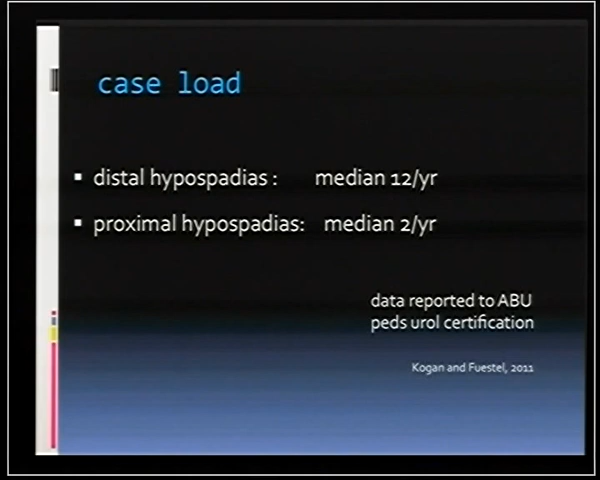 case load
▪ distal hypospadias : median 12/yr
▪ proximal hypospadias: median 2/yr
data reported to ABU
peds urol certification
Kogan and Fuestel, 2011